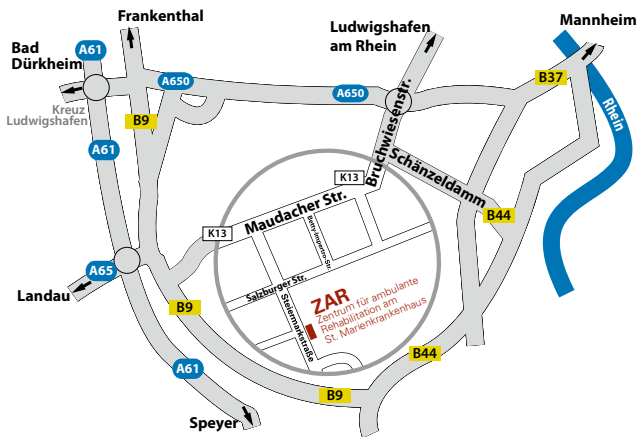 Frankenthal
Ludwigshafen
am Rhein
Mannheim
Bad
Dürkheim
A61
A650
A650
B37
Kreuz
Ludwigshafen
B9
Rhein
A61
Bruchwiesenstr.
Schänzeldamm
K13
Maudacher Str.
K13
Betty-Impertro-Str.
B44
A65
Landau
Salzburger Str.
Steiermarkstraße
ZAR
Zentrum für ambulante
Rehabilitation am
St. Marienkrankenhaus
B9
B44
A61
B9
Speyer